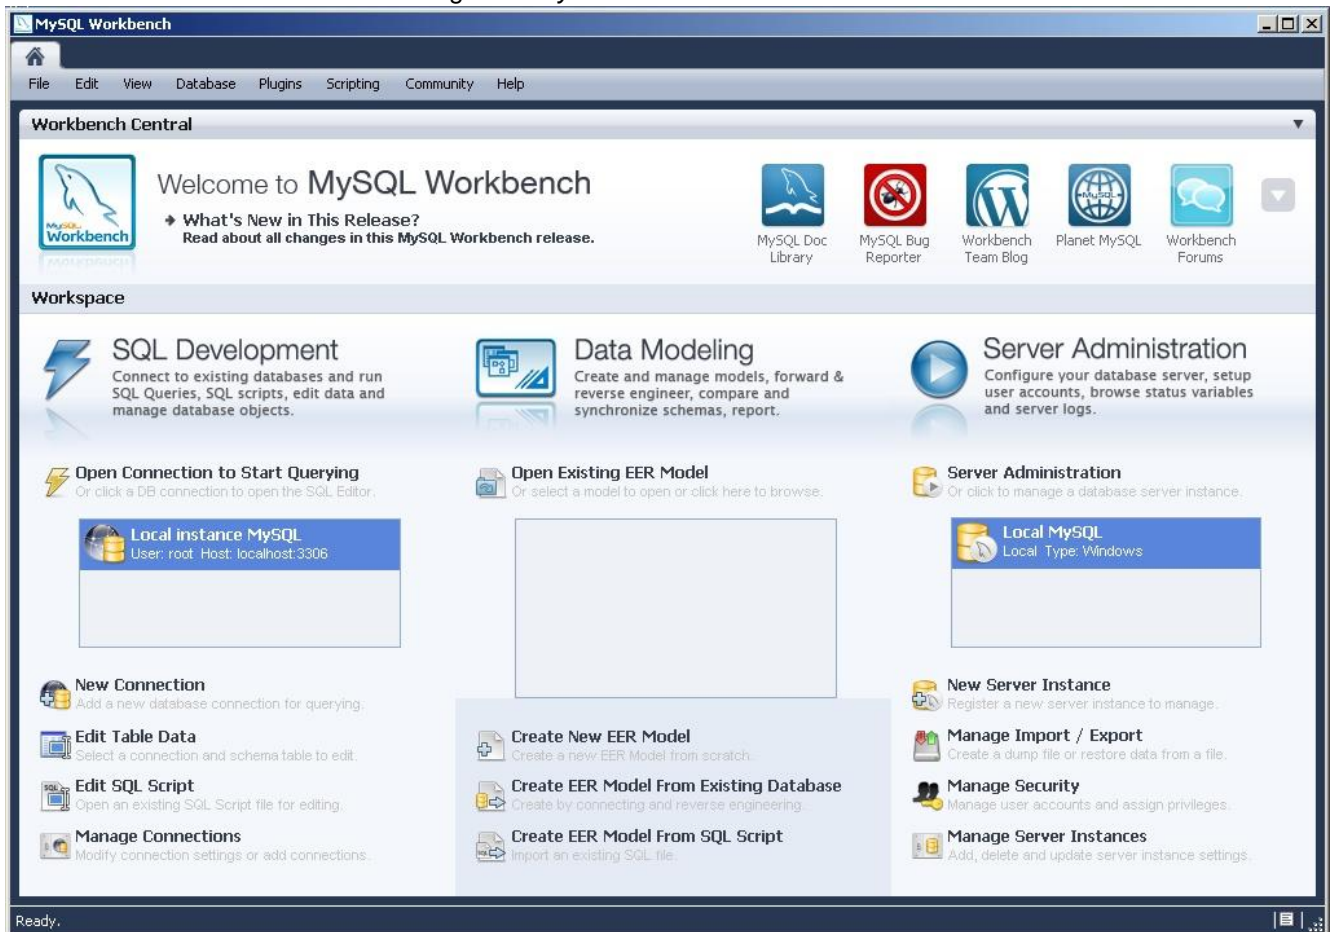 MySQL Workbench
File Edit View Database Plugins Scripting Community Help
Workbench Central
MySQL
Workbench
Welcome to MySQL Workbench
What's New in This Release?
Read about all changes in this MySQL Workbench release.
MySQL Doc
Library
MySQL Bug
Reporter
Workbench
Team Blog
MySQL
Planet MySQL
Workbench
Forums
Workspace
SQL Development
Connect to existing databases and run
SQL Queries, SQL scripts, edit data and
manage database objects.
Data Modeling
Create and manage models, forward &
reverse engineer, compare and
synchronize schemas, report.
Server Administration
Configure your database server, setup
user accounts, browse status variables
and server logs.
Open Connection to Start Querying
Or click a DB connection to open the SQL Editor.
Local instance MySQL
User: root Host: localhost:3306
New Connection
Add a new database connection for querying.
Edit Table Data
Select a connection and schema table to edit.
Edit SQL Script
Open an existing SQL Script file for editing.
Manage Connections
Modify connection settings or add connections.
Open Existing EER Model
Or select a model to open or click here to browse.
Create New EER Model
Create a new EER Model from scratch.
Create EER Model From Existing Database
Create by connecting and reverse engineering.
Create EER Model From SQL Script
Import an existing SQL file.
Server Administration
Or click to manage a database server instance.
Local MySQL
Local Type: Windows
New Server Instance
Register a new server instance to manage.
Manage Import / Export
Create a dump file or restore data from a file.
Manage Security
Manage user accounts and assign privileges.
Manage Server Instances
Add, delete and update server instance settings.
Ready.